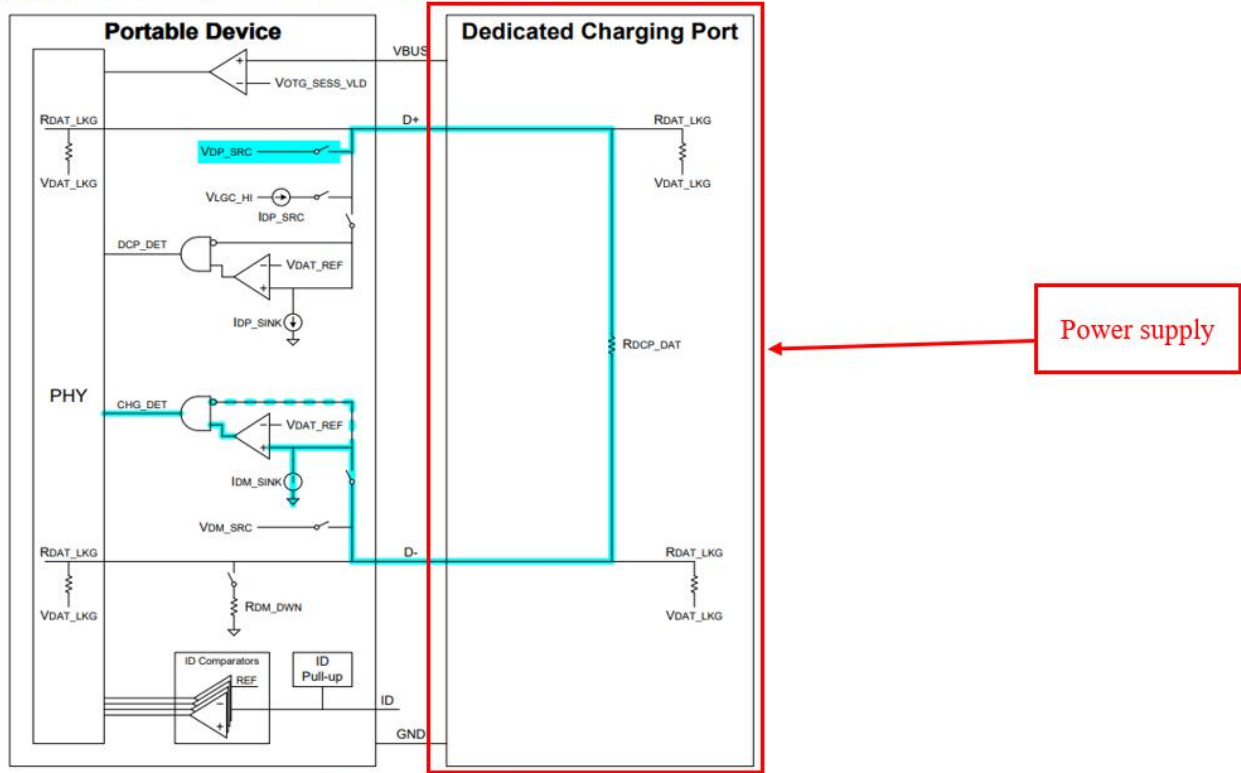 Portable Device
Dedicated Charging Port
VBUS
VOTG_SESS_VLD
RDAT_LKG
D+
RDAT_LKG
VDP_SRC
VDAT_LKG
VDAT_LKG
VLGC_HI
IDP_SRC
DCP_DET
VDAT_REF
IDP_SINK
Power supply
RDCP_DAT
PHY
CHG_DET
VDAT_REF
IDM_SINK
VDM_SRC
RDAT_LKG
D-
RDAT_LKG
RDM_DWN
VDAT_LKG
VDAT_LKG
ID Comparators
REF
ID
Pull-up
ID
GND